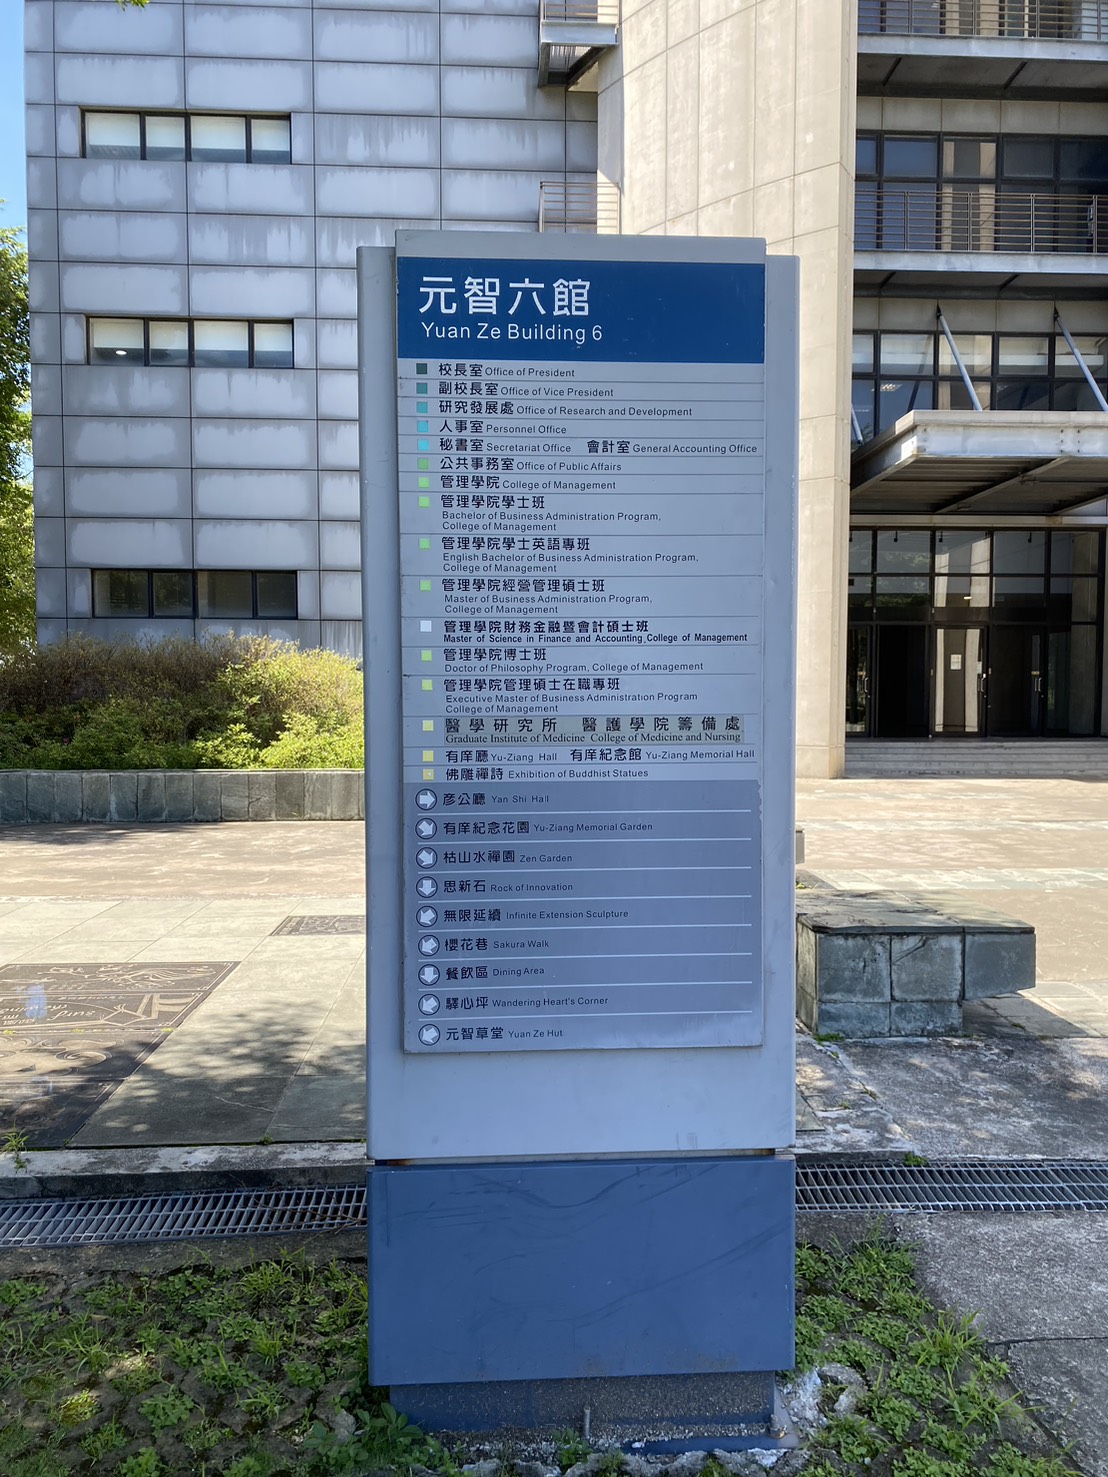 元智六館
Yuan Ze Building 6
校長室 Office of President
副校長室 Office of Vice President
研究發展處 Office of Research and Development
人事室 Personnel Office
秘書室 Secretariat Office 會計室 General Accounting Office
公共事務室 Office of Public Affairs
管理學院 College of Management
管理學院學士班
Bachelor of Business Administration Program,
College of Management
管理學院學士英語專班
English Bachelor of Business Administration Program,
College of Management
管理學院經營管理碩士班
Master of Business Administration Program,
College of Management
管理學院財務金融暨會計碩士班
Master of Science in Finance and Accounting, College of Management
管理學院博士班
Doctor of Philosophy Program, College of Management
管理學院管理碩士在職專班
Executive Master of Business Administration Program
College of Management
醫學研究所 醫護學院籌備處
Graduate Institute of Medicine College of Medicine and Nursing
有庠廳 Yu-Ziang Hall 有庠紀念館 Yu-Ziang Memorial Hall
佛雕禪詩 Exhibition of Buddhist Statues
彥公廳 Yan Shi Hall
有庠紀念花園 Yu-Ziang Memorial Garden
枯山水禪園 Zen Garden
思新石 Rock of Innovation
無限延續 Infinite Extension Sculpture
櫻花巷 Sakura Walk
餐飲區 Dining Area
驛心坪 Wandering Heart's Corner
元智草堂 Yuan Ze Hut